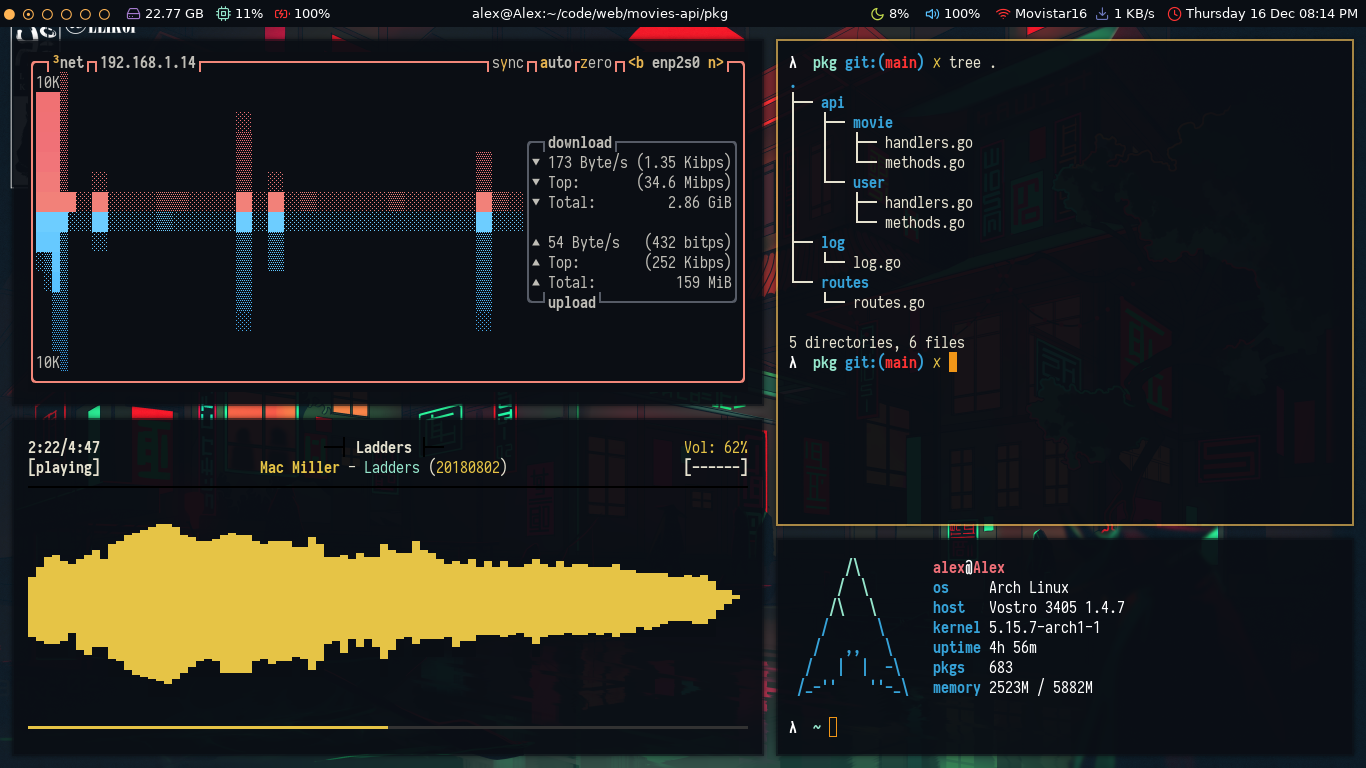 22.77 GB 11% 100% alex@Alex:~/code/web/movies-api/pkg 8% 100% Movistar16 1 KB/s Thursday 16 Dec 08:14 PM
³net 192.168.1.14 sync auto zero <b enp2s0 n>
10K
download
▼ 173 Byte/s (1.35 Kibps)
▼ Top: (34.6 Mibps)
▼ Total: 2.86 GiB
▲ 54 Byte/s (432 bitps)
▲ Top: (252 Kibps)
▲ Total: 159 MiB
upload
10K
λ pkg git:(main) ✗ tree .
.
├── api
│   ├── movie
│   │   ├── handlers.go
│   │   └── methods.go
│   └── user
│       ├── handlers.go
│       └── methods.go
├── log
│   └── log.go
└── routes
    └── routes.go
5 directories, 6 files
λ pkg git:(main) ✗
2:22/4:47 Ladders Vol: 62%
[playing] Mac Miller - Ladders (20180802) [------]
alex@Alex
os Arch Linux
host Vostro 3405 1.4.7
kernel 5.15.7-arch1-1
uptime 4h 56m
pkgs 683
memory 2523M / 5882M
λ ~